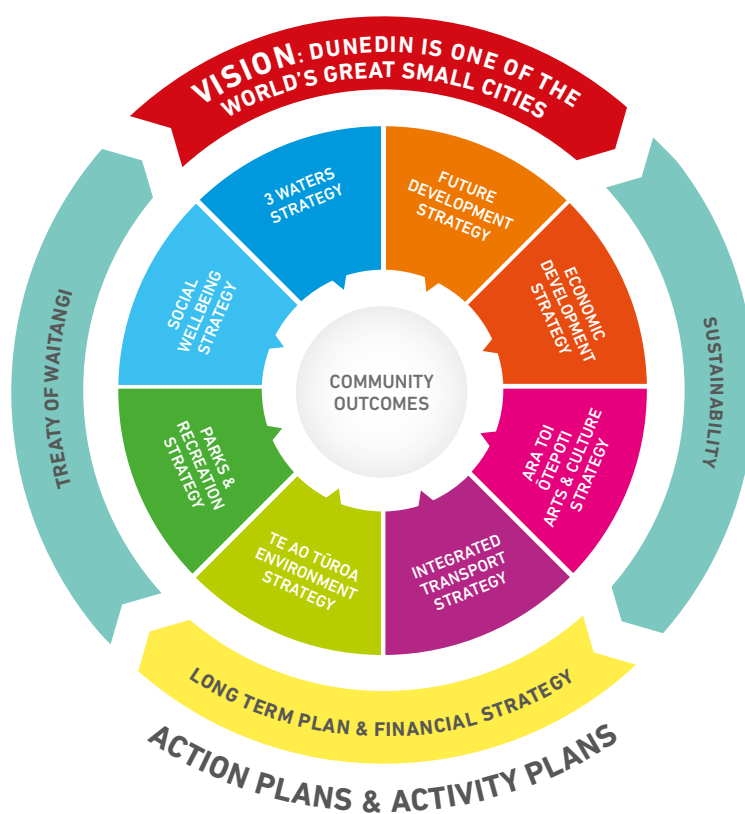 VISION: DUNEDIN IS ONE OF THE
WORLD'S GREAT SMALL CITIES
3 WATERS
STRATEGY
FUTURE
DEVELOPMENT
STRATEGY
ECONOMIC
DEVELOPMENT
STRATEGY
ARA TOI
ŌTEPOTI
ARTS & CULTURE
STRATEGY
INTEGRATED
TRANSPORT
STRATEGY
TE AO TŪROA
ENVIRONMENT
STRATEGY
PARKS &
RECREATION
STRATEGY
SOCIAL
WELLBEING
STRATEGY
COMMUNITY
OUTCOMES
TREATY OF WAITANGI
SUSTAINABILITY
LONG TERM PLAN & FINANCIAL STRATEGY
ACTION PLANS & ACTIVITY PLANS